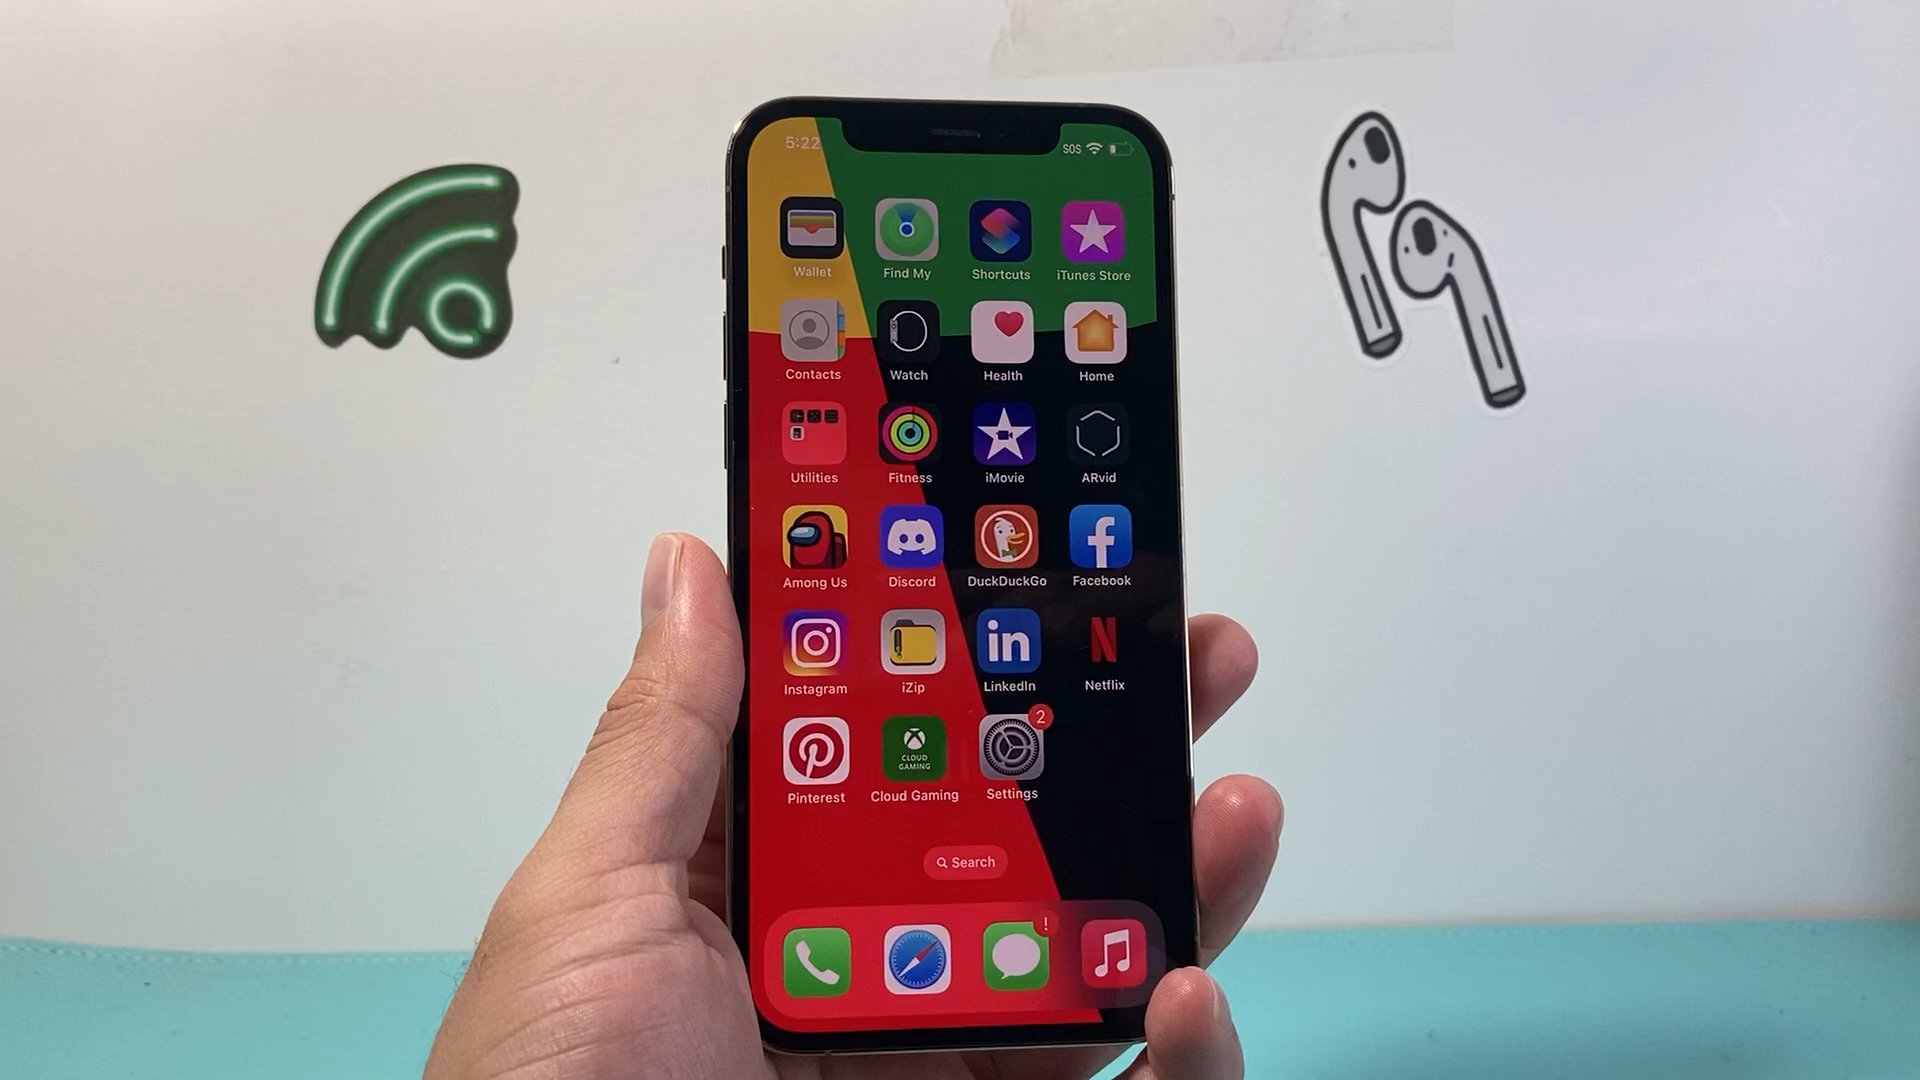 5:22
SOS
Wallet
Find My
Shortcuts
iTunes Store
Contacts
Watch
Health
Home
Utilities
Fitness
iMovie
ARvid
Among Us
Discord
DuckDuckGo
Facebook
in
N
Instagram
iZip
LinkedIn
Netflix
CLOUD
GAMING
2
Pinterest
Cloud Gaming
Settings
Search
!